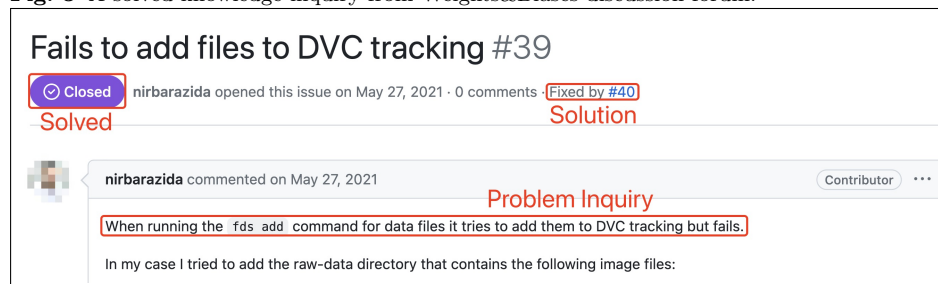 Fig. 8 A solved knowledge inquiry from Weights&Biases discussion forum.
Fails to add files to DVC tracking #39
Closed nirbarazida opened this issue on May 27, 2021 · 0 comments · Fixed by #40
Solved Solution
nirbarazida commented on May 27, 2021 Contributor ...
Problem Inquiry
When running the fds add command for data files it tries to add them to DVC tracking but fails.
In my case I tried to add the raw-data directory that contains the following image files: